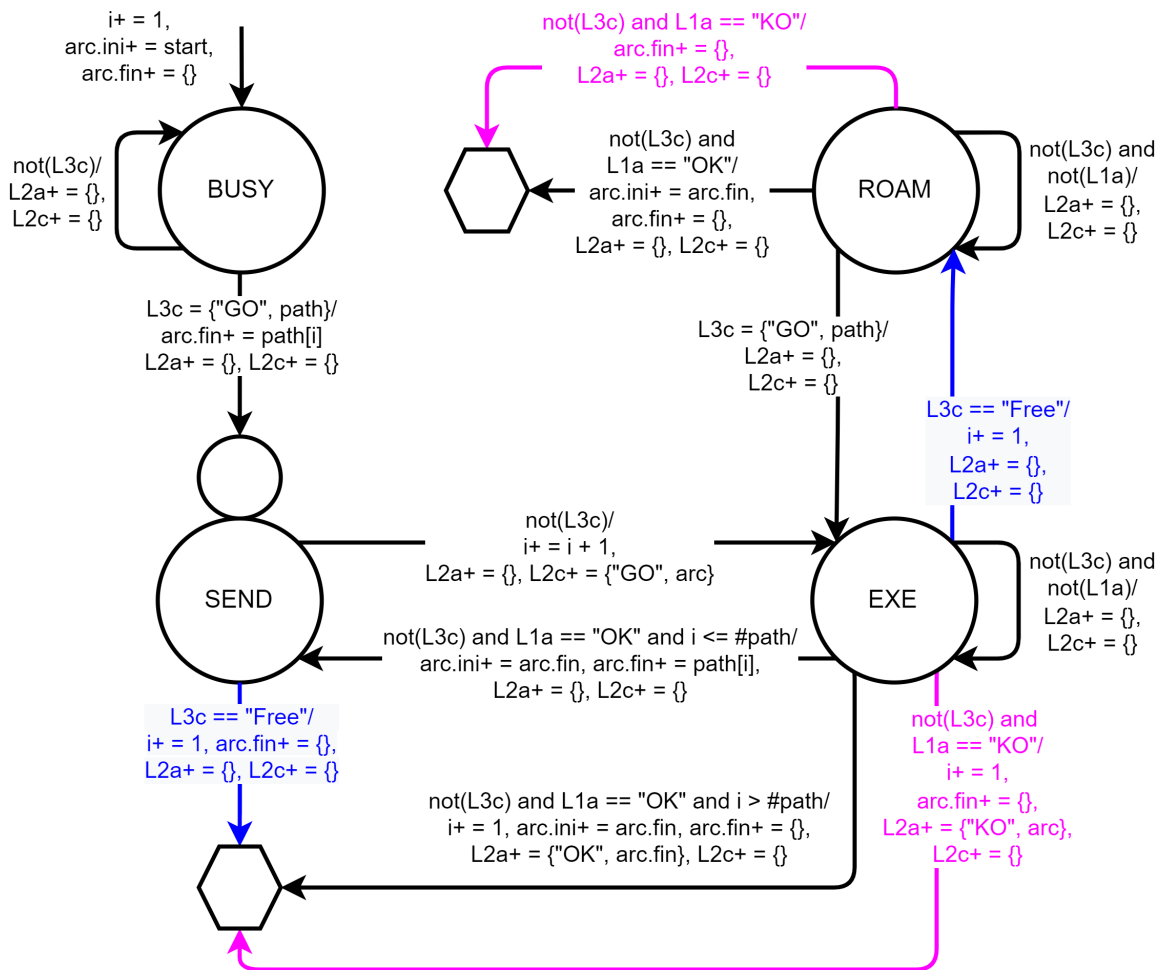 i+ = 1,
arc.ini+ = start,
arc.fin+ = {}
not(L3c) and L1a == "KO"/
arc.fin+ = {},
L2a+ = {}, L2c+ = {}
not(L3c)/
L2a+ = {},
L2c+ = {}
BUSY
not(L3c) and
L1a == "OK"/
arc.ini+ = arc.fin,
arc.fin+ = {},
L2a+ = {}, L2c+ = {}
ROAM
not(L3c) and
not(L1a)/
L2a+ = {},
L2c+ = {}
L3c = {"GO", path}/
arc.fin+ = path[i]
L2a+ = {}, L2c+ = {}
L3c = {"GO", path}/
L2a+ = {},
L2c+ = {}
L3c == "Free"/
i+ = 1,
L2a+ = {},
L2c+ = {}
not(L3c)/
i+ = i + 1,
L2a+ = {}, L2c+ = {"GO", arc}
SEND
EXE
not(L3c) and
not(L1a)/
L2a+ = {},
L2c+ = {}
not(L3c) and L1a == "OK" and i <= #path/
arc.ini+ = arc.fin, arc.fin+ = path[i],
L2a+ = {}, L2c+ = {}
L3c == "Free"/
i+ = 1, arc.fin+ = {},
L2a+ = {}, L2c+ = {}
not(L3c) and
L1a == "KO"/
i+ = 1,
arc.fin+ = {},
L2a+ = {"KO", arc},
L2c+ = {}
not(L3c) and L1a == "OK" and i > #path/
i+ = 1, arc.ini+ = arc.fin, arc.fin+ = {},
L2a+ = {"OK", arc.fin}, L2c+ = {}